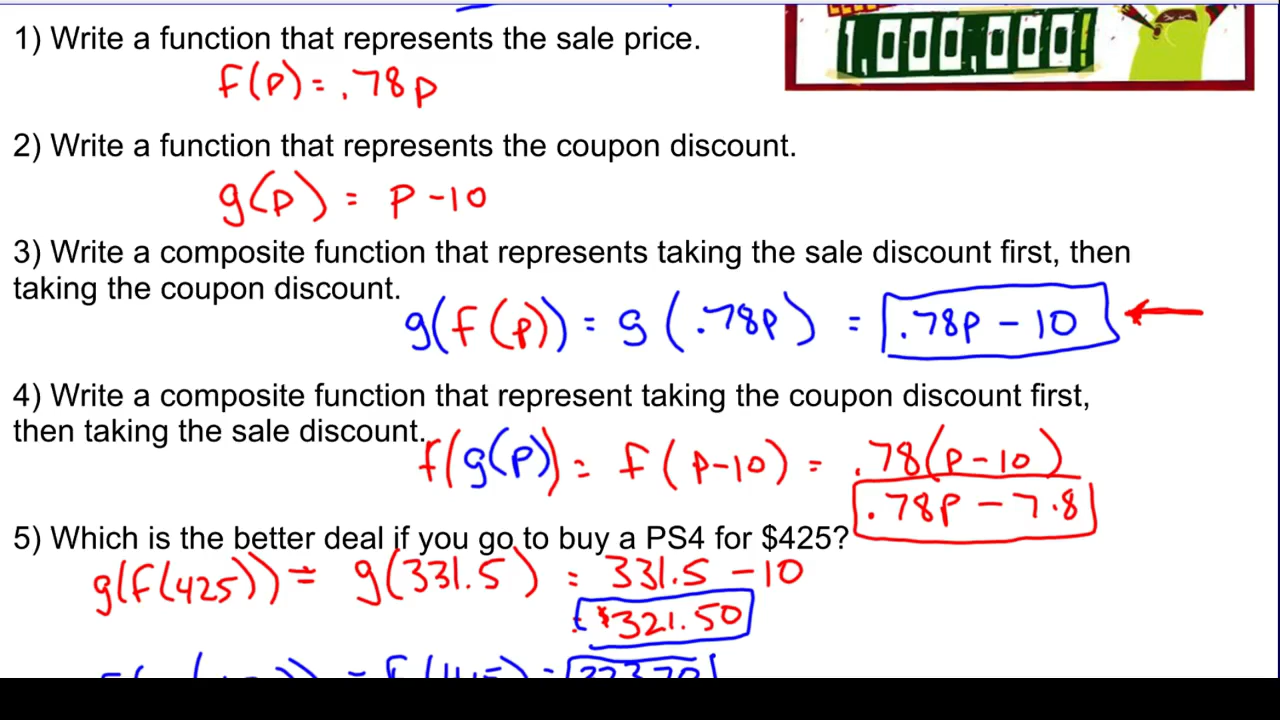 1,000,000!
1) Write a function that represents the sale price.
f(p) = .78p
2) Write a function that represents the coupon discount.
g(p) = p - 10
3) Write a composite function that represents taking the sale discount first, then
taking the coupon discount.
g(f(p)) = g(.78p) = .78p - 10
4) Write a composite function that represent taking the coupon discount first,
then taking the sale discount.
f(g(p)) = f(p-10) = .78(p-10)
.78p - 7.8
5) Which is the better deal if you go to buy a PS4 for $425?
g(f(425)) = g(331.5) = 331.5 - 10
$321.50